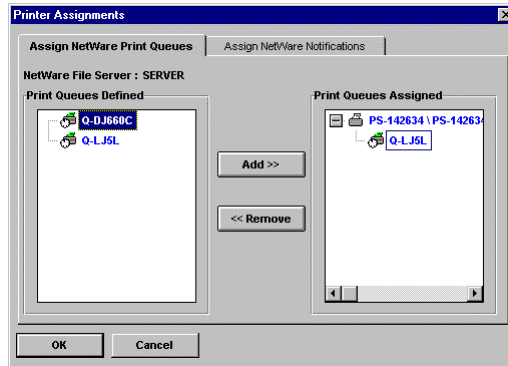 Printer Assignments
Assign NetWare Print Queues
Assign NetWare Notifications
NetWare File Server : SERVER
Print Queues Defined
Q-DJ660C
Q-LJ5L
Add >>
<< Remove
Print Queues Assigned
PS-142634 \ PS-142634
Q-LJ5L
OK
Cancel